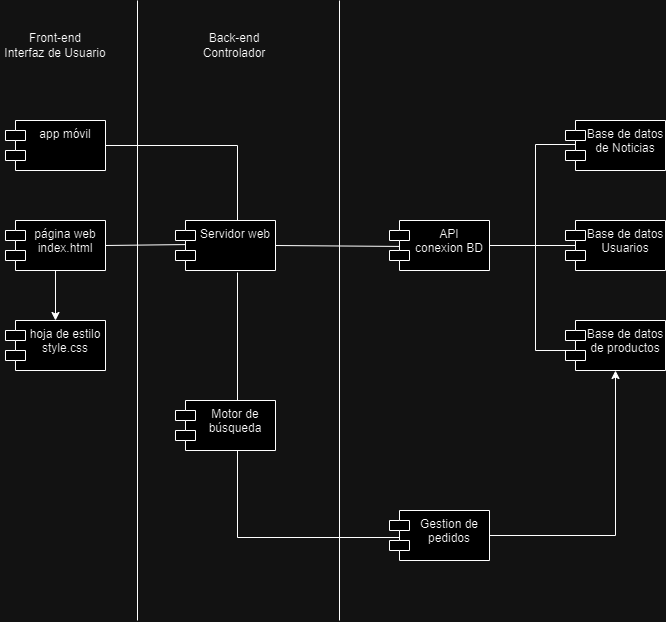 Front-end
Interfaz de Usuario
Back-end
Controlador
app móvil
Base de datos
de Noticias
página web
index.html
Servidor web
API
conexion BD
Base de datos
Usuarios
hoja de estilo
style.css
Base de datos
de productos
Motor de
búsqueda
Gestion de
pedidos